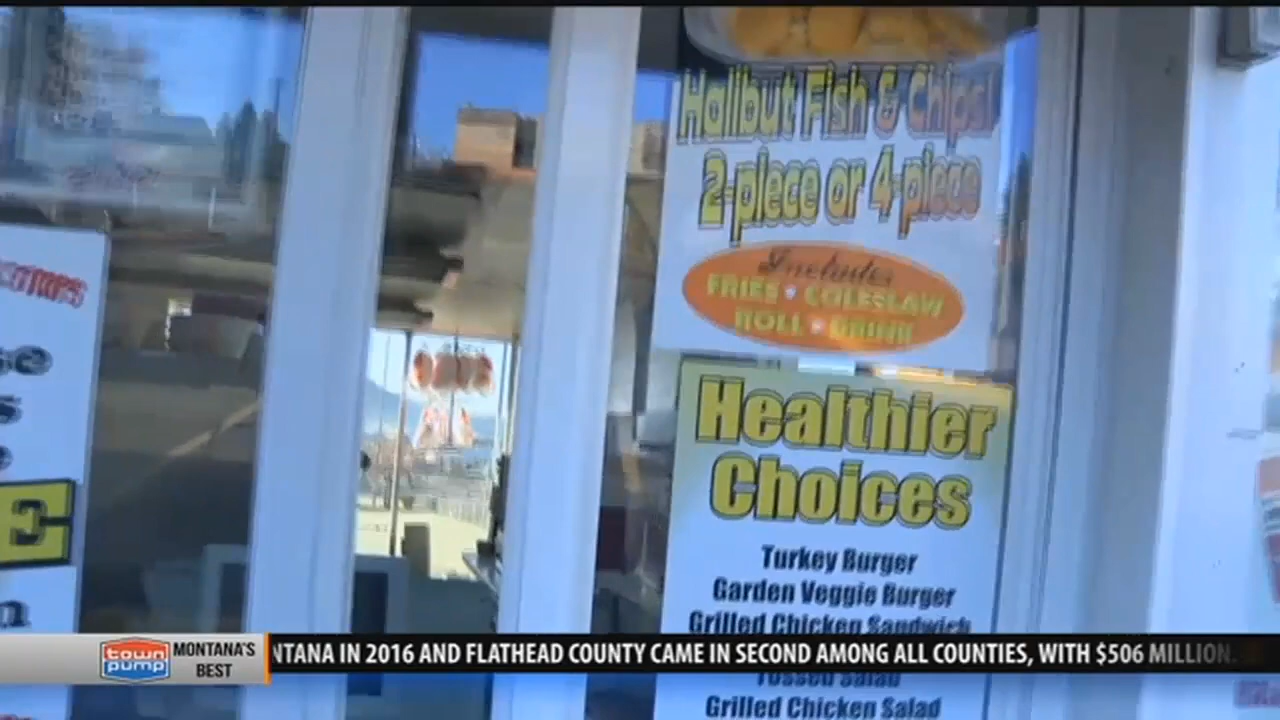 Halibut Fish & Chips!
2-piece or 4-piece
Includes
FRIES • COLESLAW
ROLL • DRINK
Healthier
Choices
Turkey Burger
Garden Veggie Burger
Grilled Chicken Sandwich
Tossed Salad
Grilled Chicken Salad
E
town
pump
MONTANA'S
BEST
NTANA IN 2016 AND FLATHEAD COUNTY CAME IN SECOND AMONG ALL COUNTIES, WITH $506 MILLION.